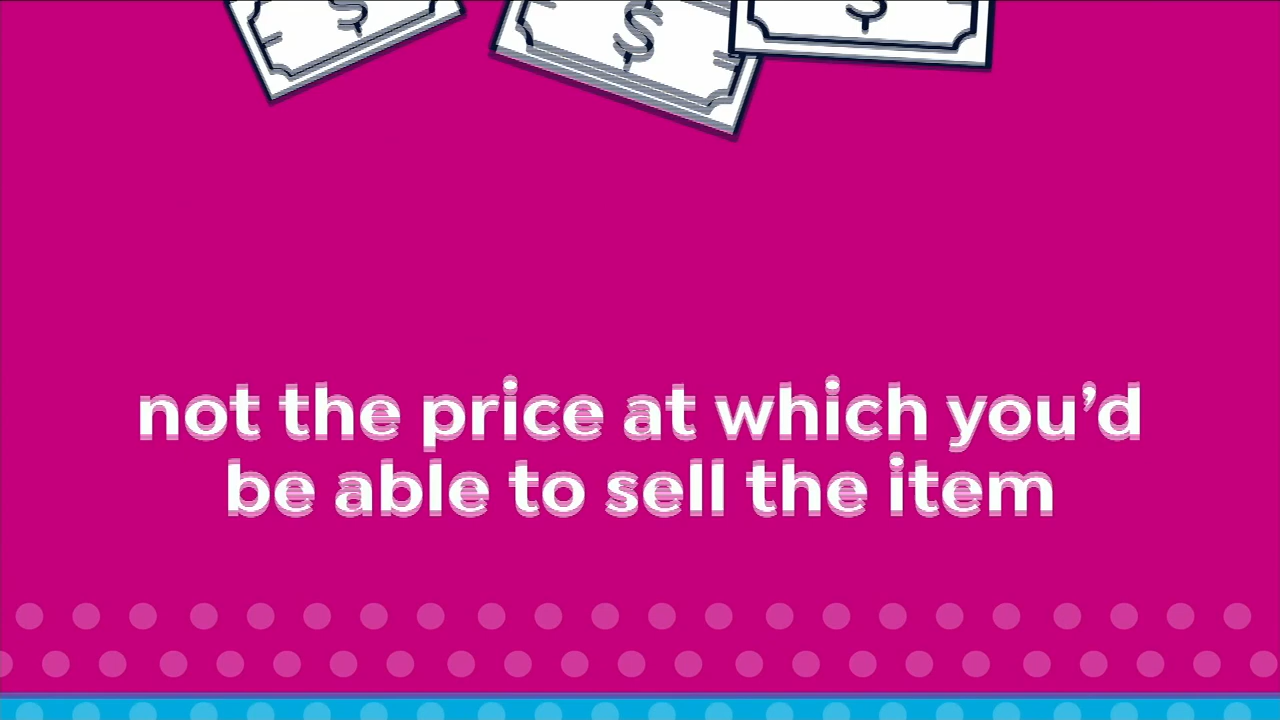 $ $ $
not the price at which you’d
be able to sell the item